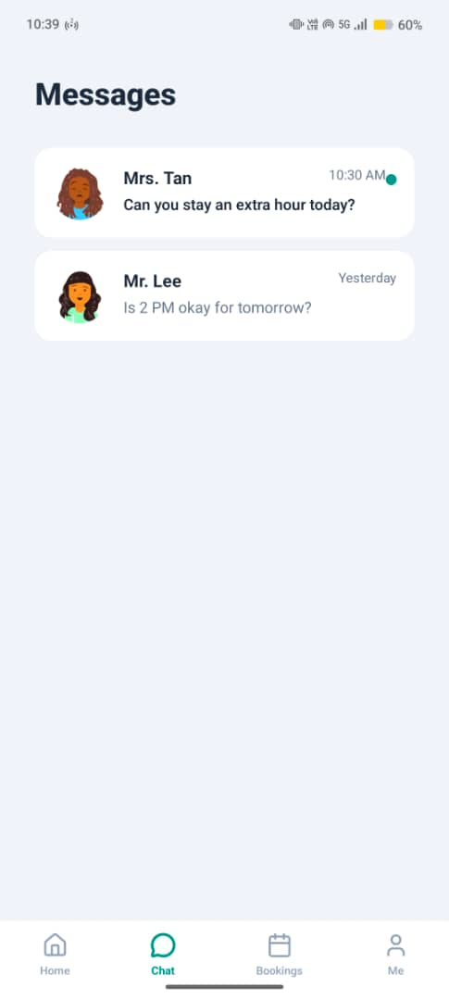 10:39
5G 60%
Messages
Mrs. Tan 10:30 AM
Can you stay an extra hour today?
Mr. Lee Yesterday
Is 2 PM okay for tomorrow?
Home Chat Bookings Me